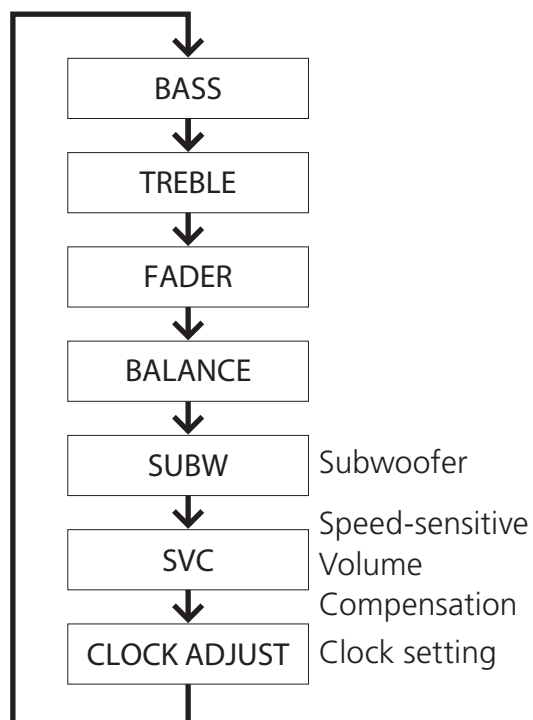 BASS
TREBLE
FADER
BALANCE
SUBW
Subwoofer
SVC
Speed-sensitive
Volume
Compensation
CLOCK ADJUST
Clock setting